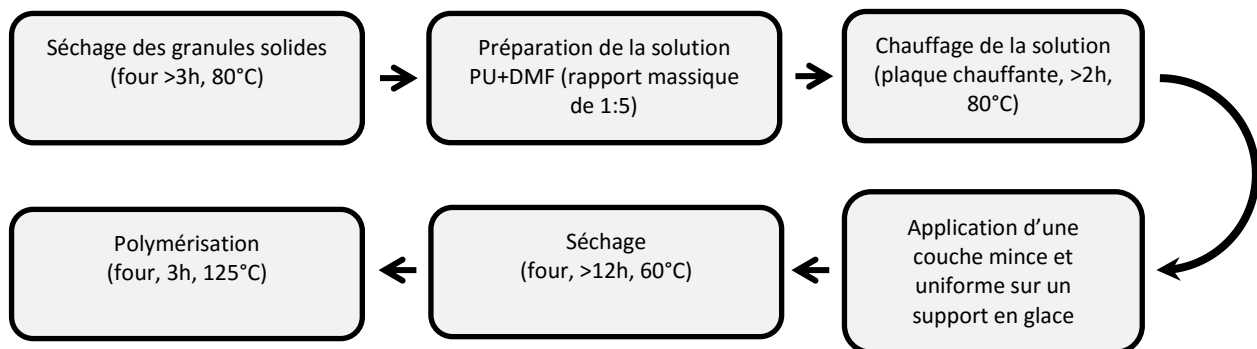 Séchage des granules solides
(four >3h, 80°C)
Préparation de la solution
PU+DMF (rapport massique
de 1:5)
Chauffage de la solution
(plaque chauffante, >2h,
80°C)
Application d’une
couche mince et
uniforme sur un
support en glace
Séchage
(four, >12h, 60°C)
Polymérisation
(four, 3h, 125°C)